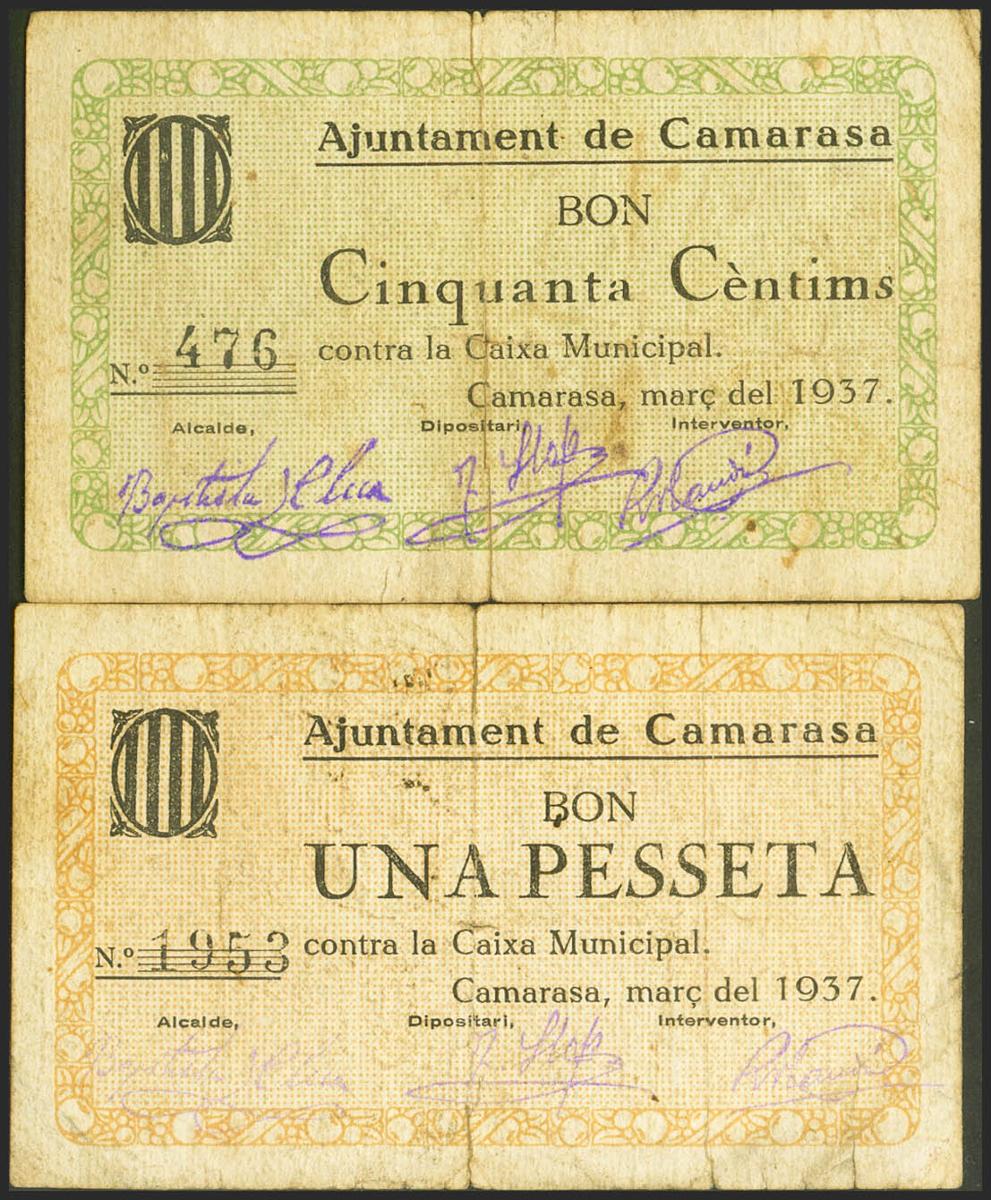 Ajuntament de Camarasa
BON
Cinquanta Cèntims
contra la Caixa Municipal.
N.º 476
Camarasa, març del 1937.
Alcalde, Dipositari, Interventor,
Ajuntament de Camarasa
BON
UNA PESSETA
contra la Caixa Municipal.
N.º 1953
Camarasa, març del 1937.
Alcalde, Dipositari, Interventor,